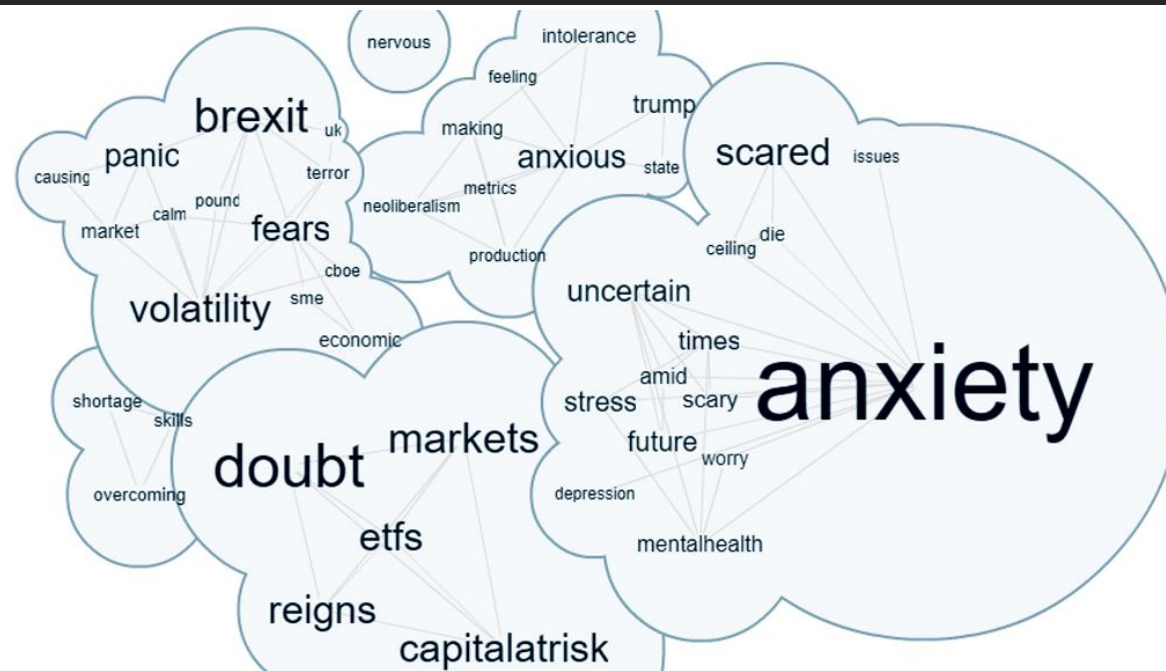 nervous
intolerance
feeling
trump
making
anxious
state
metrics
neoliberalism
production
brexit
uk
panic
causing
terror
pound
calm
market
fears
cboe
sme
volatility
economic
scared
issues
die
ceiling
uncertain
times
amid
stress
scary
anxiety
future
worry
depression
mentalhealth
shortage
skills
overcoming
markets
doubt
etfs
reigns
capitalatrisk